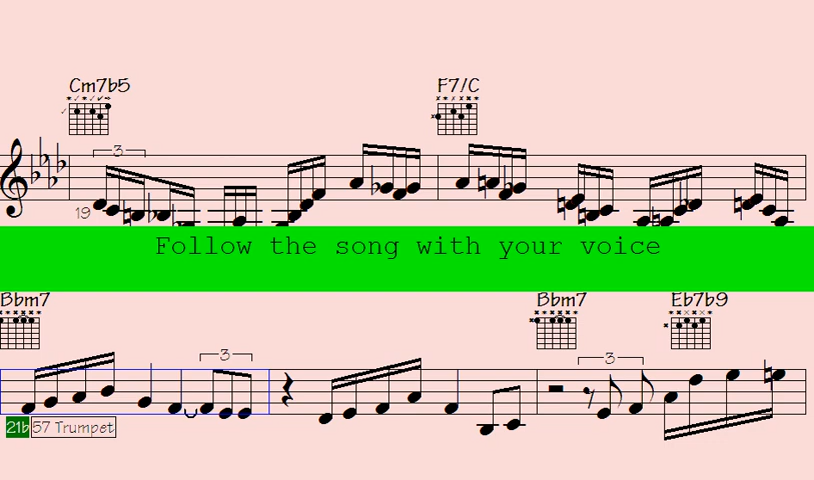 Cm7b5 F7/C
3
19
Follow the song with your voice
Bbm7 Bbm7 Eb7b9
3 3
21b 57 Trumpet